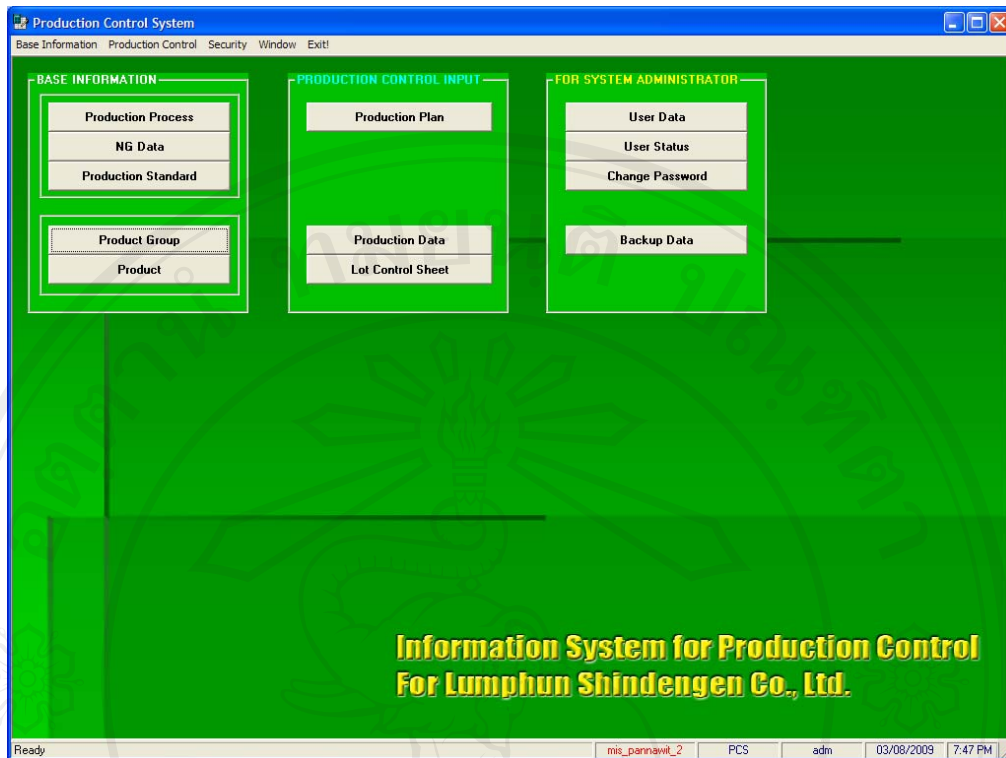 Production Control System
Base Information Production Control Security Window Exit!
BASE INFORMATION
Production Process
NG Data
Production Standard
Product Group
Product
PRODUCTION CONTROL INPUT
Production Plan
Production Data
Lot Control Sheet
FOR SYSTEM ADMINISTRATOR
User Data
User Status
Change Password
Backup Data
Information System for Production Control
For Lumphun Shindengen Co., Ltd.
Ready mis_pannawit_2 PCS adm 03/08/2009 7:47 PM